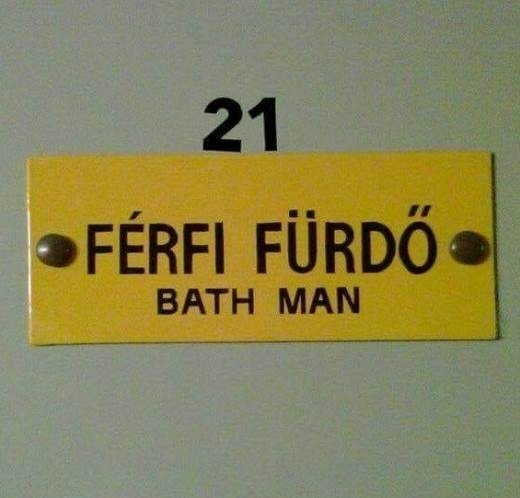 21
FÉRFI FÜRDŐ
BATH MAN